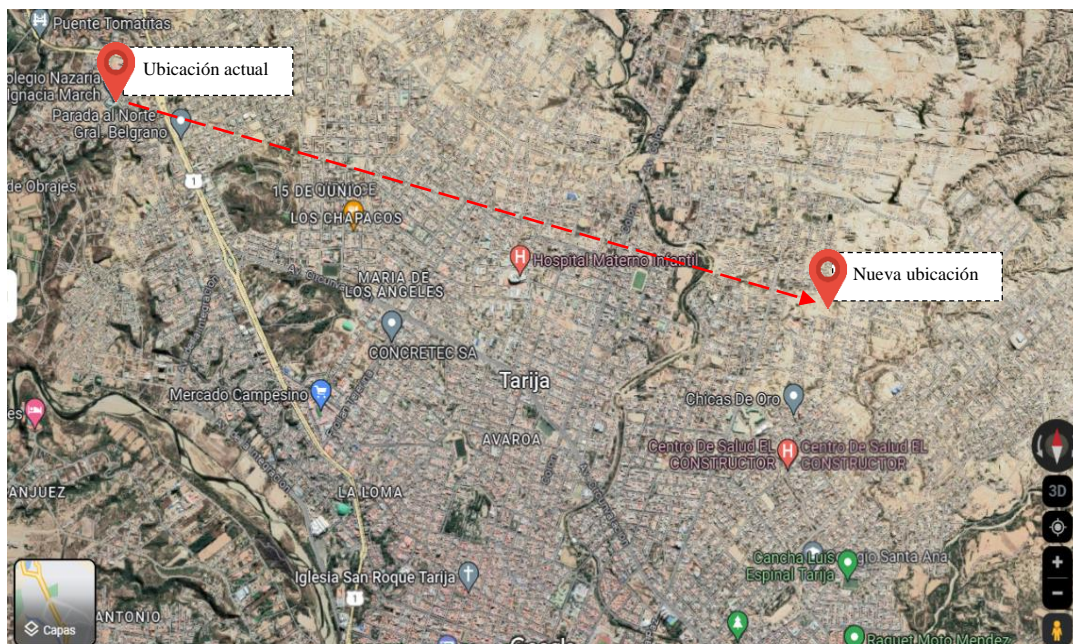 Puente Tomatitas
Ubicación actual
olegio Nazaria
Ignacia March
Parada al Norte
Gral. Belgrano
1
de Obrajes
15 DE JUNIO
LOS CHAPACOS
Hospital Materno Infantil
Nueva ubicación
MARIA DE
LOS ANGELES
CONCRETEC SA
Tarija
Mercado Campesino
Chicas De Oro
es
AVAROA
Centro De Salud EL
CONSTRUCTOR
Centro De Salud EL
CONSTRUCTOR
ANJUEZ
LA LOMA
3D
Cancha Luis
Espinal Tarija
gio Santa Ana
Iglesia San Roque Tarija
1
ANTONIO
Capas
Raquet Moto Mendez